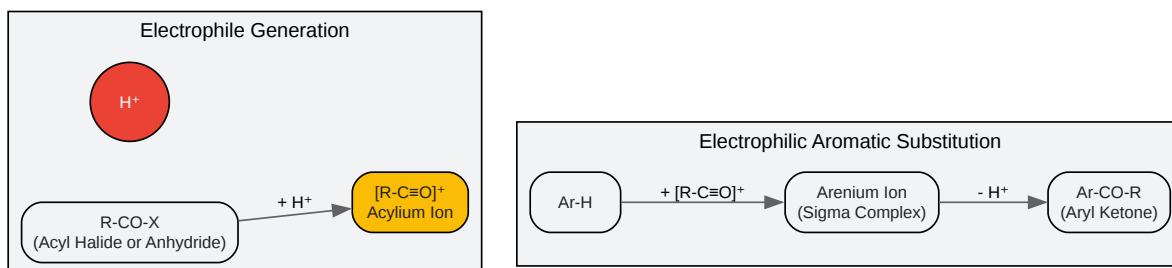 Electrophile Generation
H⁺
R-CO-X
(Acyl Halide or Anhydride)
+ H⁺
[R-C≡O]⁺
Acylium Ion
Electrophilic Aromatic Substitution
Ar-H
+ [R-C≡O]⁺
Arenium Ion
(Sigma Complex)
- H⁺
Ar-CO-R
(Aryl Ketone)